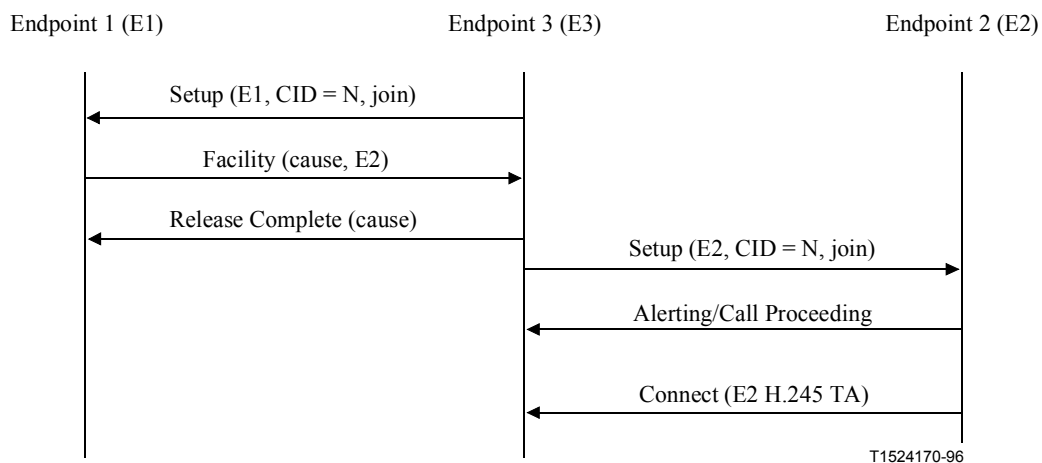 Endpoint 1 (E1)
Endpoint 3 (E3)
Endpoint 2 (E2)
Setup (E1, CID = N, join)
Facility (cause, E2)
Release Complete (cause)
Setup (E2, CID = N, join)
Alerting/Call Proceeding
Connect (E2 H.245 TA)
T1524170-96